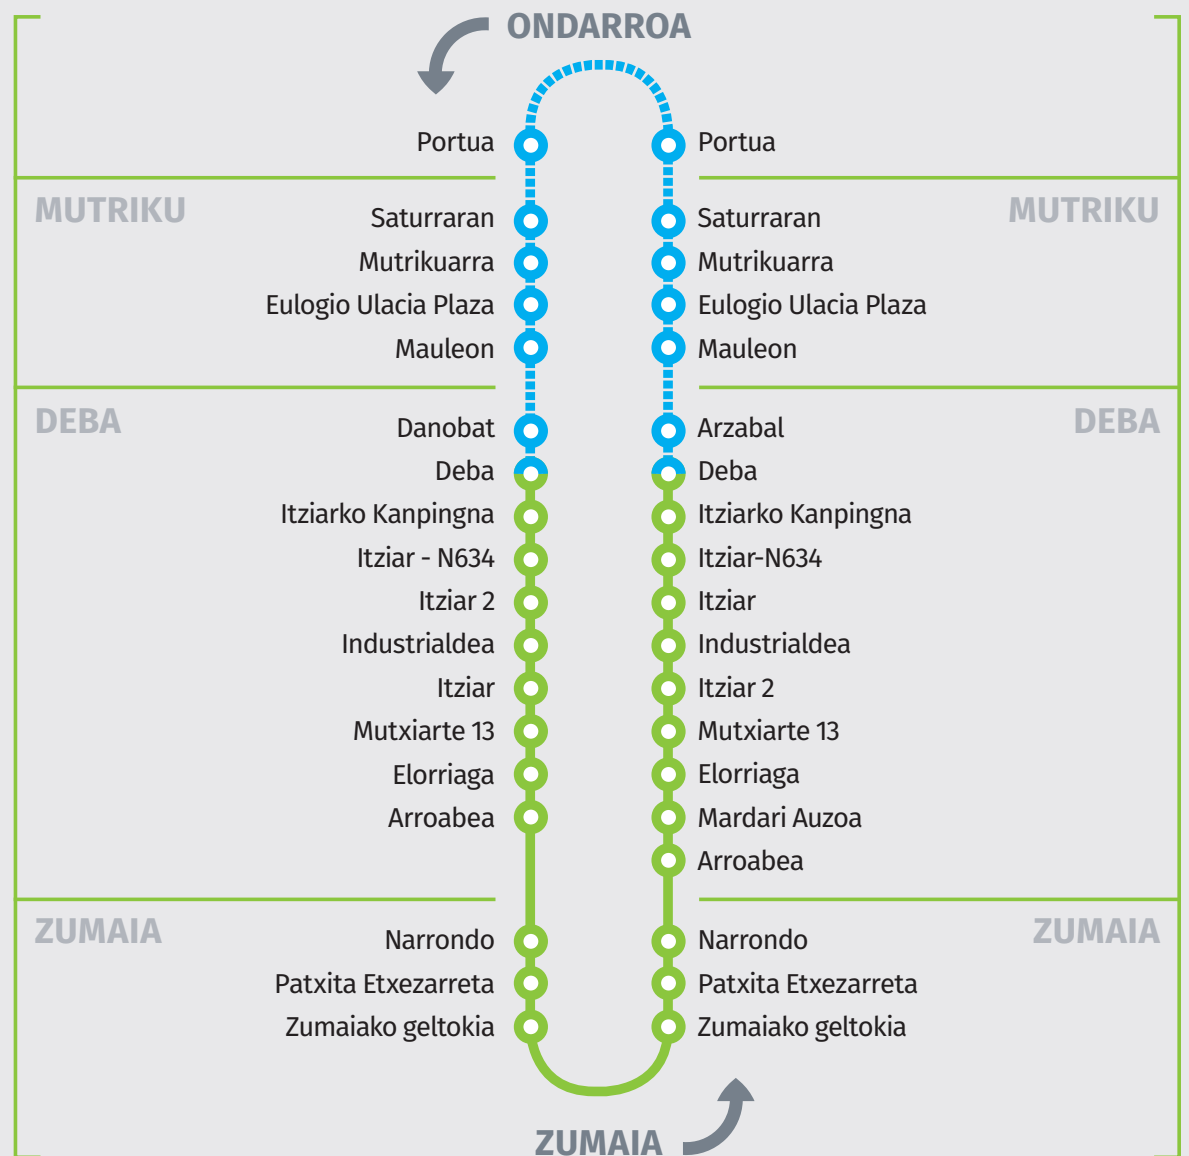 ONDARROA
Portua
Portua
MUTRIKU
MUTRIKU
Saturraran
Saturraran
Mutrikuarra
Mutrikuarra
Eulogio Ulacia Plaza
Eulogio Ulacia Plaza
Mauleon
Mauleon
DEBA
DEBA
Danobat
Arzabal
Deba
Deba
Itziarko Kanpingna
Itziarko Kanpingna
Itziar - N634
Itziar-N634
Itziar 2
Itziar
Industrialdea
Industrialdea
Itziar
Itziar 2
Mutxiarte 13
Mutxiarte 13
Elorriaga
Elorriaga
Arroabea
Mardari Auzoa
Arroabea
ZUMAIA
ZUMAIA
Narrondo
Narrondo
Patxita Etxezarreta
Patxita Etxezarreta
Zumaiako geltokia
Zumaiako geltokia
ZUMAIA